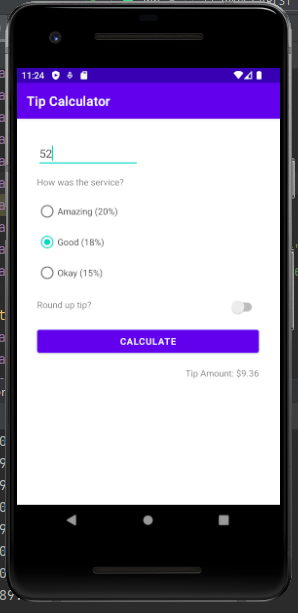 11:24
Tip Calculator
52
How was the service?
Amazing (20%)
Good (18%)
Okay (15%)
Round up tip?
CALCULATE
Tip Amount: $9.36